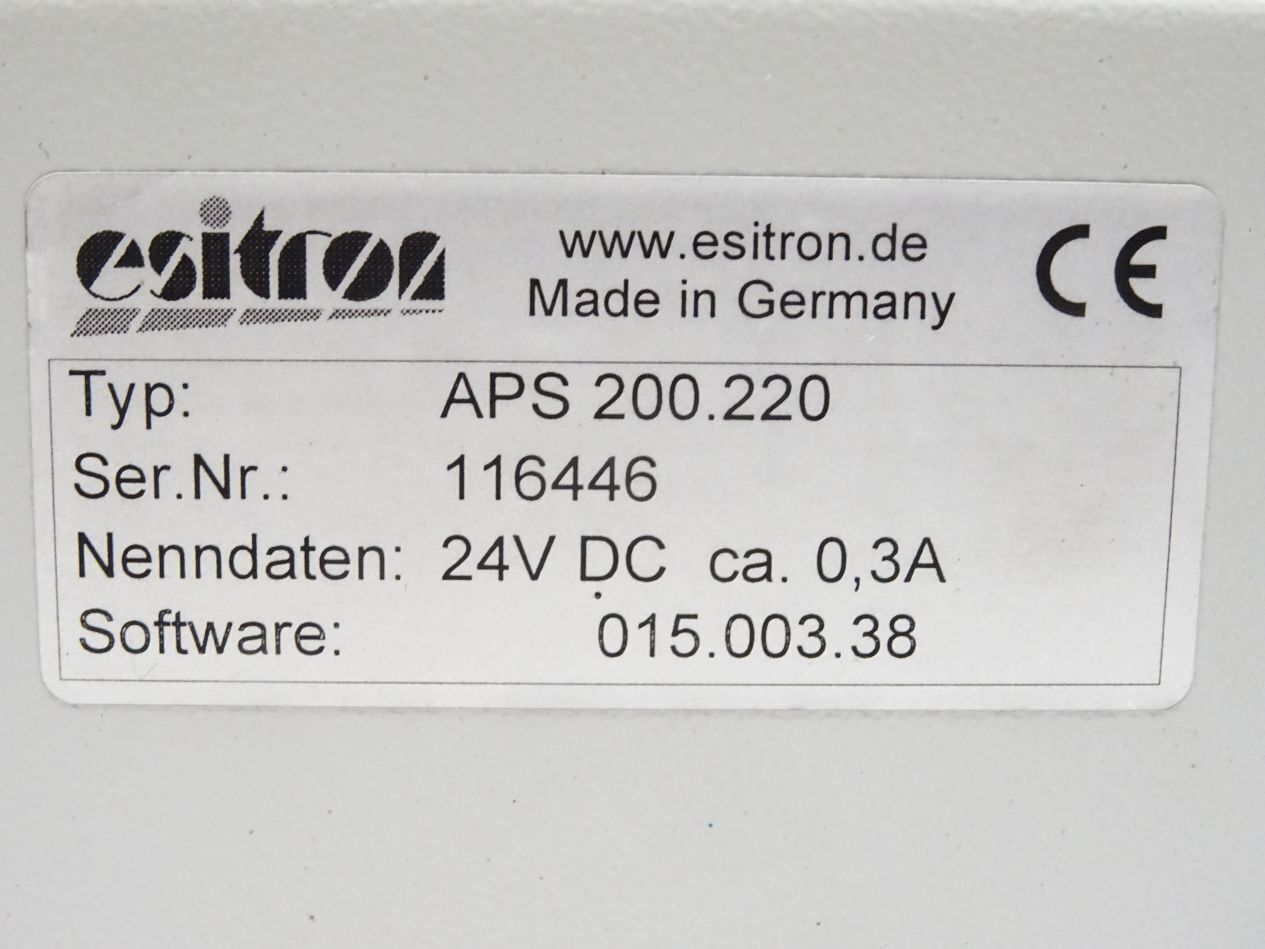 esitron
www.esitron.de
Made in Germany
CE
Typ: APS 200.220
Ser.Nr.: 116446
Nenndaten: 24V DC ca. 0,3A
Software: 015.003.38